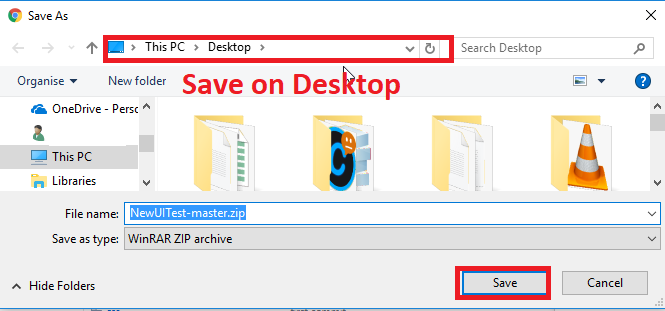 Save As
This PC > Desktop >
Search Desktop
Save on Desktop
Organise
New folder
OneDrive - Perso
This PC
Libraries
File name: NewUITest-master.zip
Save as type: WinRAR ZIP archive
Hide Folders
Save
Cancel